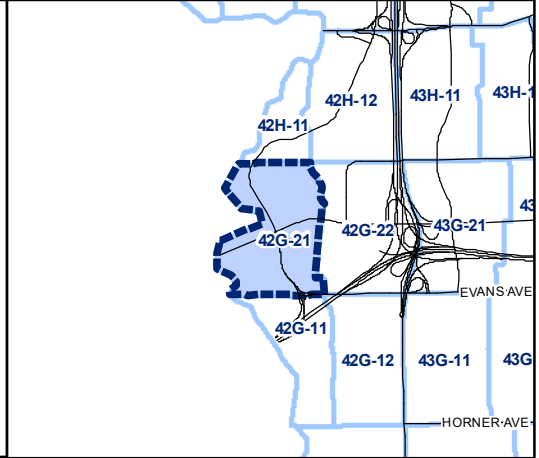 42H-12
43H-11
43H-1
42H-11
43
42G-22
43G-21
42G-21
EVANS AVE
42G-11
42G-12
43G-11
43G
HORNER AVE